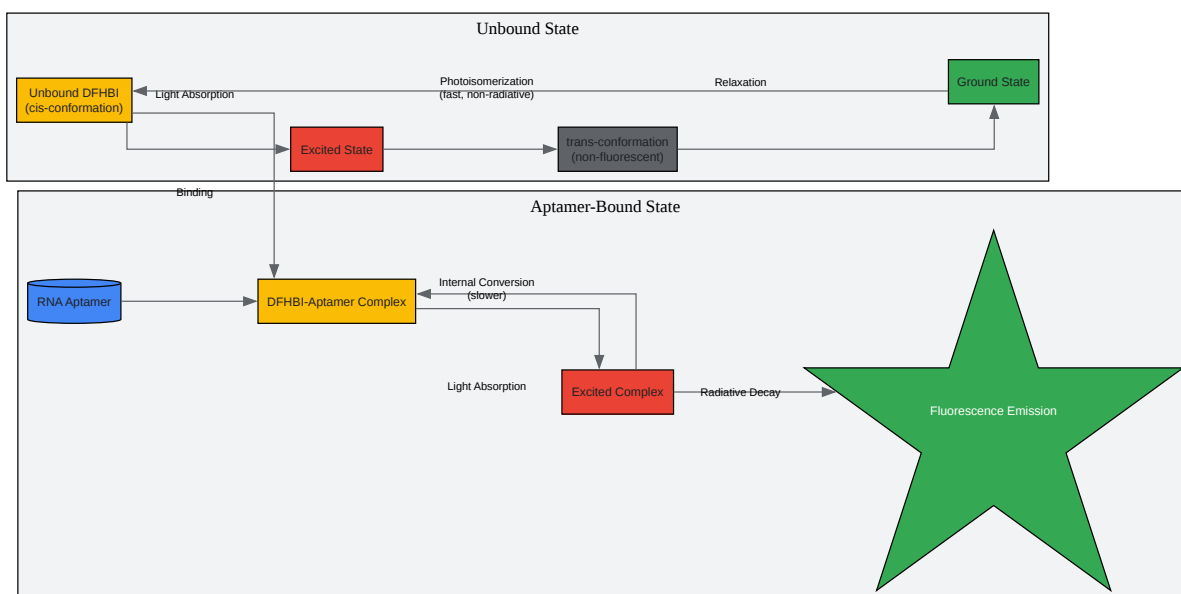 Unbound State
Unbound DFHBI
(cis-conformation)
Light Absorption
Photoisomerization
(fast, non-radiative)
Relaxation
Ground State
Excited State
trans-conformation
(non-fluorescent)
Binding
Aptamer-Bound State
RNA Aptamer
DFHBI-Aptamer Complex
Internal Conversion
(slower)
Light Absorption
Excited Complex
Radiative Decay
Fluorescence Emission